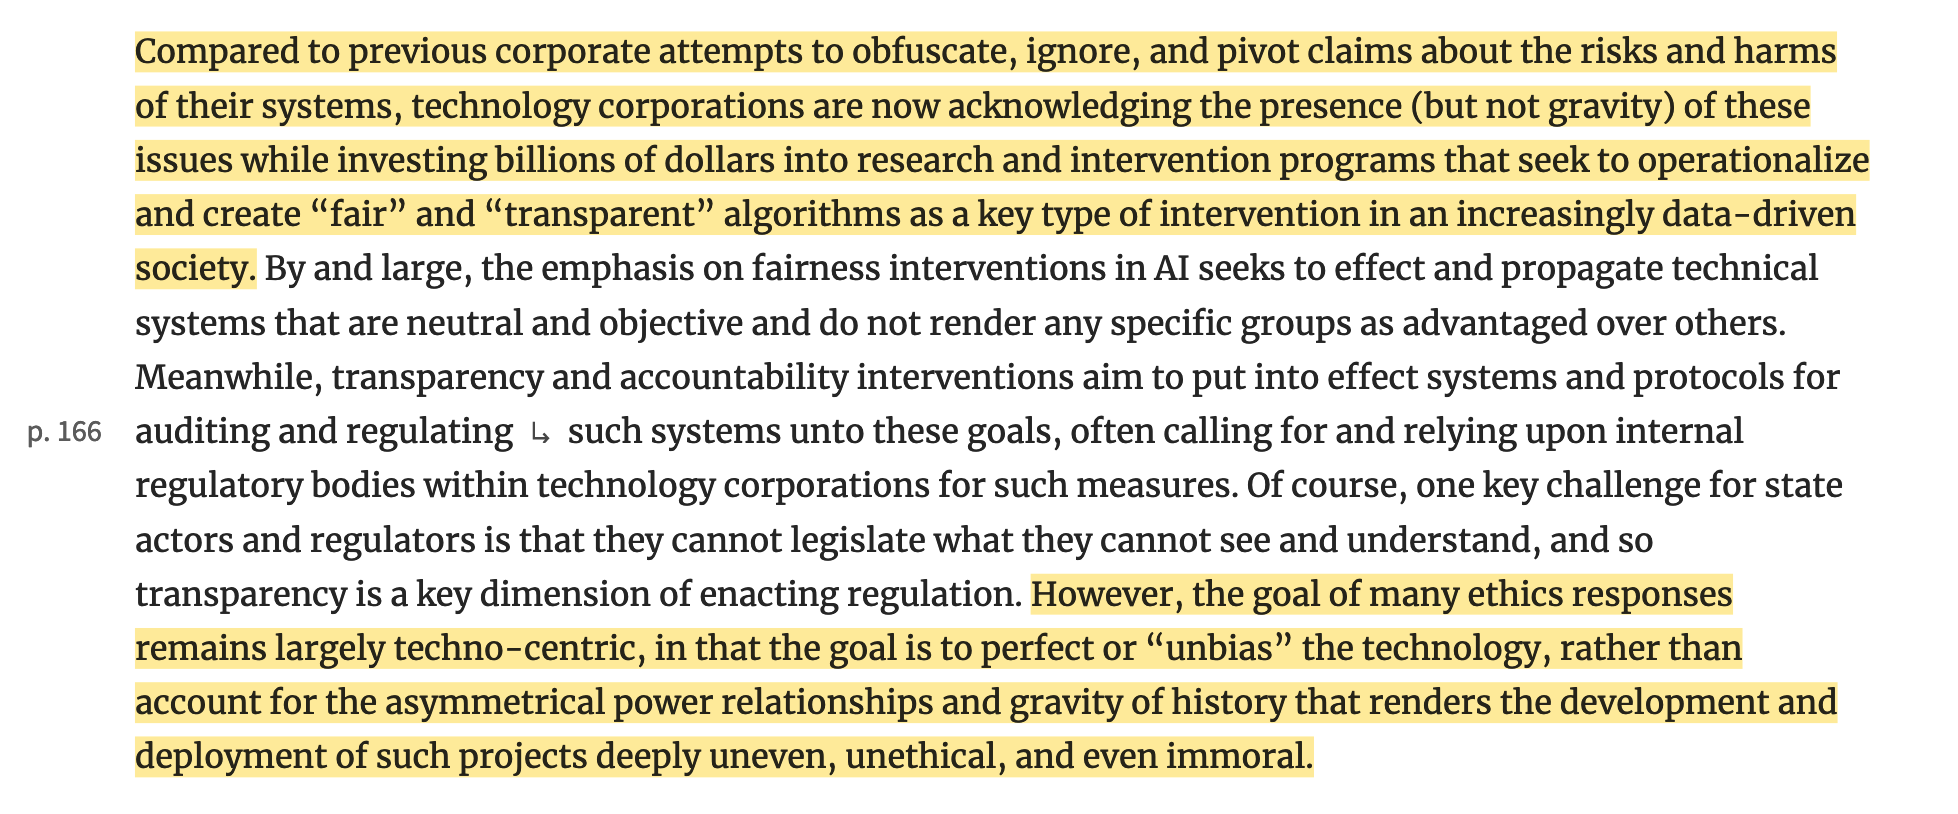 Compared to previous corporate attempts to obfuscate, ignore, and pivot claims about the risks and harms
of their systems, technology corporations are now acknowledging the presence (but not gravity) of these
issues while investing billions of dollars into research and intervention programs that seek to operationalize
and create “fair” and “transparent” algorithms as a key type of intervention in an increasingly data-driven
society. By and large, the emphasis on fairness interventions in AI seeks to effect and propagate technical
systems that are neutral and objective and do not render any specific groups as advantaged over others.
Meanwhile, transparency and accountability interventions aim to put into effect systems and protocols for
p. 166 auditing and regulating ↳ such systems unto these goals, often calling for and relying upon internal
regulatory bodies within technology corporations for such measures. Of course, one key challenge for state
actors and regulators is that they cannot legislate what they cannot see and understand, and so
transparency is a key dimension of enacting regulation. However, the goal of many ethics responses
remains largely techno-centric, in that the goal is to perfect or “unbias” the technology, rather than
account for the asymmetrical power relationships and gravity of history that renders the development and
deployment of such projects deeply uneven, unethical, and even immoral.